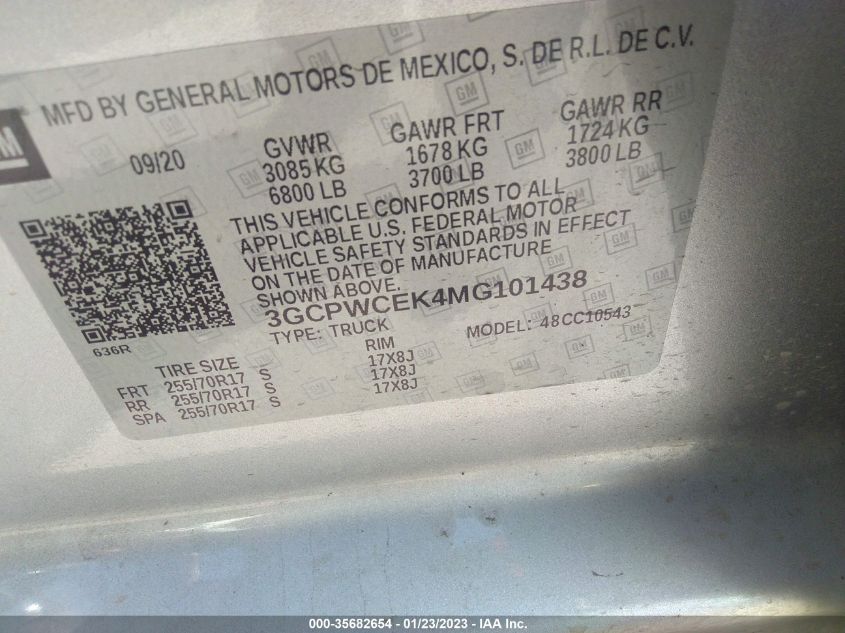 MFD BY GENERAL MOTORS DE MEXICO, S. DE R.L. DE C.V.
GM
09/20
GVWR
3085 KG
6800 LB
GAWR FRT
1678 KG
3700 LB
GAWR RR
1724 KG
3800 LB
THIS VEHICLE CONFORMS TO ALL
APPLICABLE U.S. FEDERAL MOTOR
VEHICLE SAFETY STANDARDS IN EFFECT
ON THE DATE OF MANUFACTURE
SHOWN ABOVE.
3GCPWCEK4MG101438
TYPE: TRUCK
MODEL: 48CC10543
636R
TIRE SIZE
RIM
FRT 255/70R17 S 17X8J
RR 255/70R17 S 17X8J
SPA 255/70R17 S 17X8J
000-35682654 / 01/23/2023 - IAA Inc.